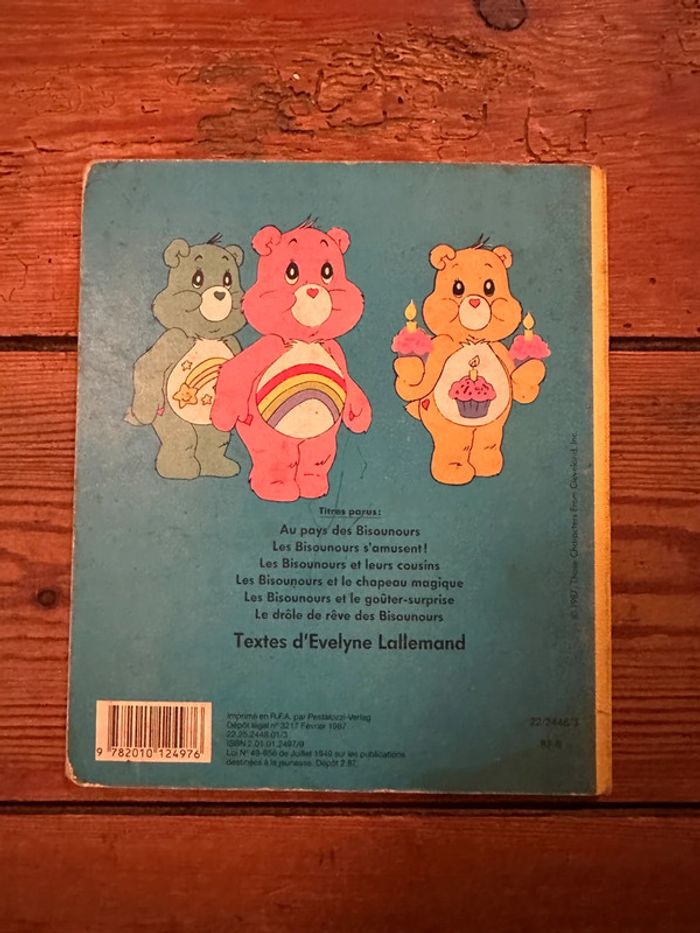 Titres parus:
Au pays des Bisounours
Les Bisounours s'amusent!
Les Bisounours et leurs cousins
Les Bisounours et le chapeau magique
Les Bisounours et le goûter-surprise
Le drôle de rêve des Bisounours
Textes d'Evelyne Lallemand
© 1987 Those Characters From Cleveland, Inc.
9 782010 124976
Imprimé en R.F.A. par Pestalozzi-Verlag
Dépôt légal n° 3217 Février 1987
22.25.2448.01/3
ISBN 2.01.01.2497/9
Loi N° 49-956 de Juillet 1949 sur les publications
destinées à la jeunesse. Dépôt 2.87.
22/2448/3